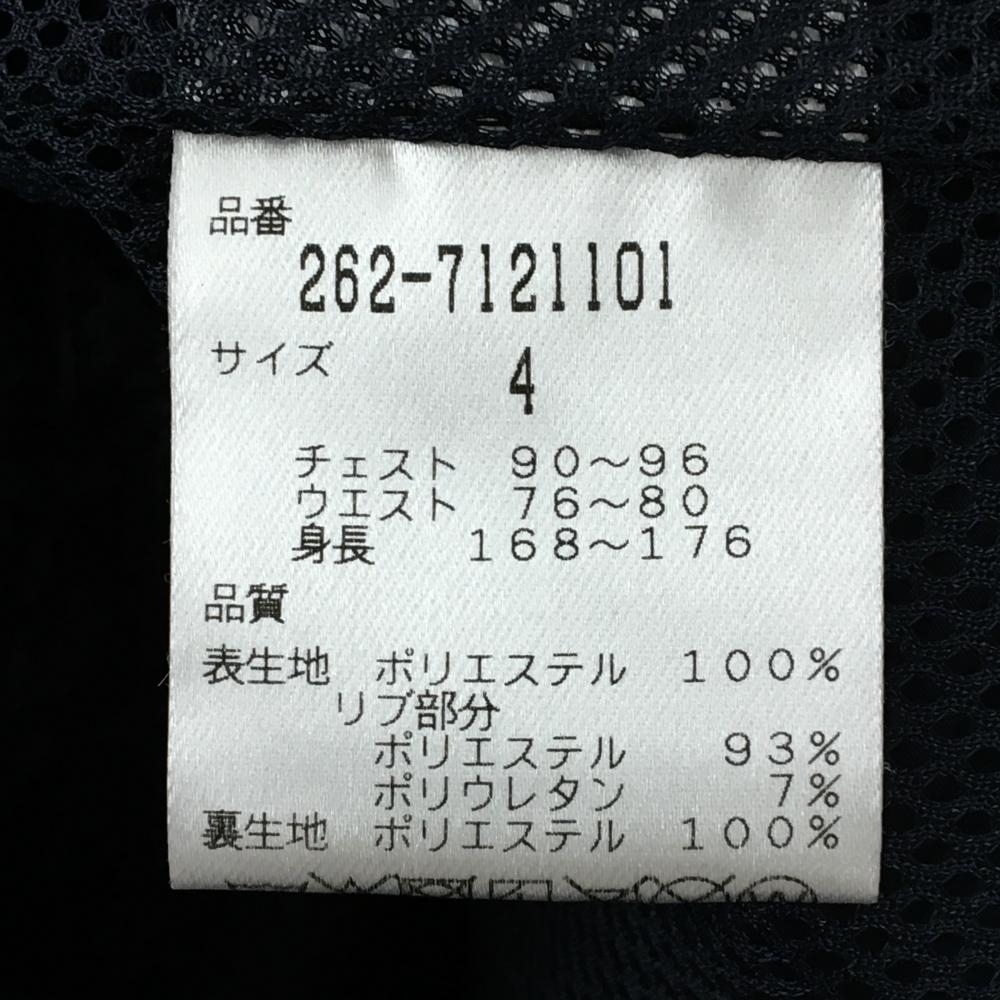 品番
262-7121101
サイズ
4
チェスト 90～96
ウエスト 76～80
身長 168～176
品質
表生地 ポリエステル 100%
リブ部分
ポリエステル 93%
ポリウレタン 7%
裏生地 ポリエステル 100%